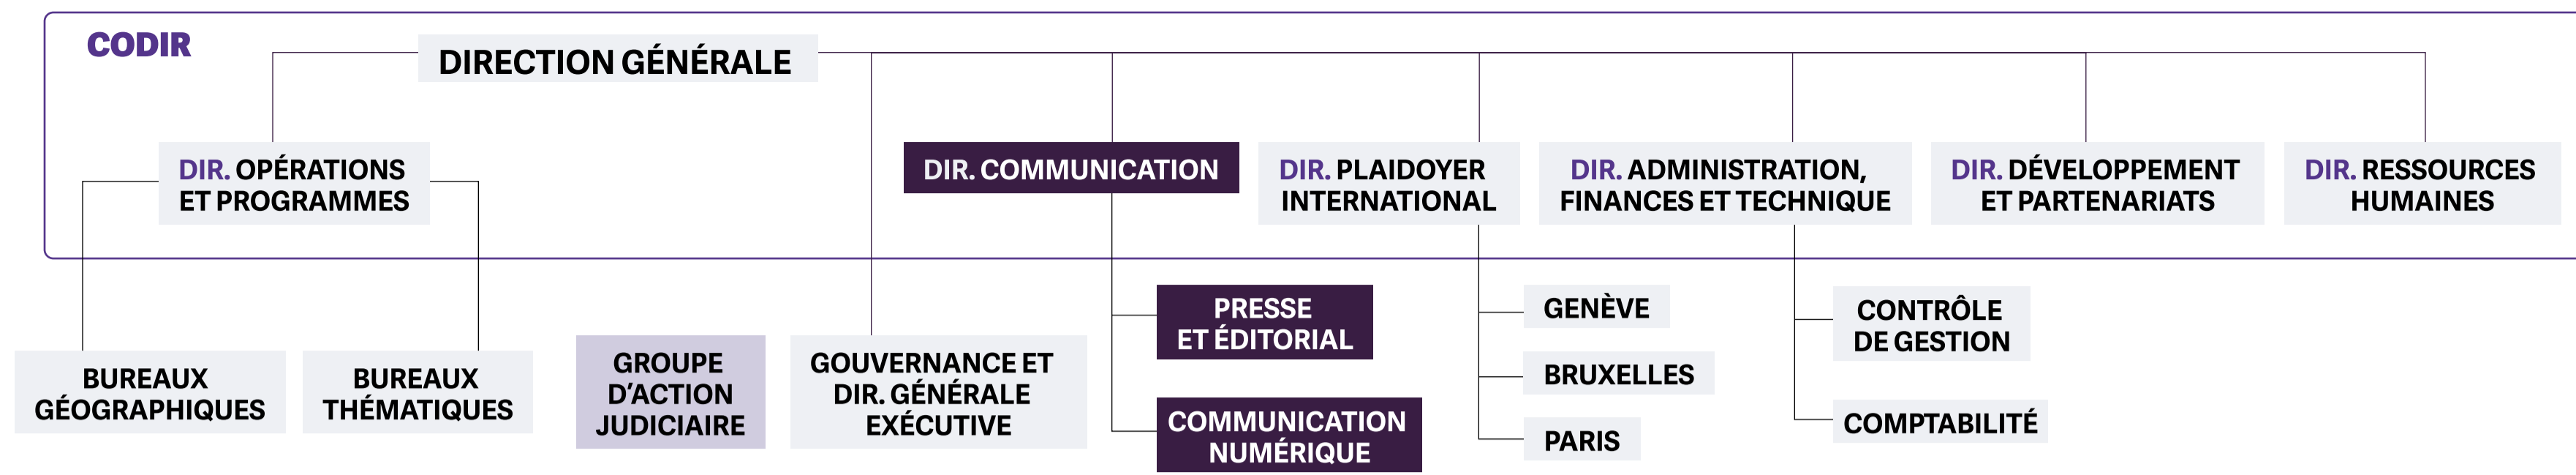 CODIR
DIRECTION GÉNÉRALE
DIR. OPÉRATIONS
ET PROGRAMMES
DIR. COMMUNICATION
DIR. PLAIDOYER
INTERNATIONAL
DIR. ADMINISTRATION,
FINANCES ET TECHNIQUE
DIR. DÉVELOPPEMENT
ET PARTENARIATS
DIR. RESSOURCES
HUMAINES
BUREAUX
GÉOGRAPHIQUES
BUREAUX
THÉMATIQUES
GROUPE
D’ACTION
JUDICIAIRE
GOUVERNANCE ET
DIR. GÉNÉRALE
EXÉCUTIVE
PRESSE
ET ÉDITORIAL
COMMUNICATION
NUMÉRIQUE
GENÈVE
BRUXELLES
PARIS
CONTRÔLE
DE GESTION
COMPTABILITÉ